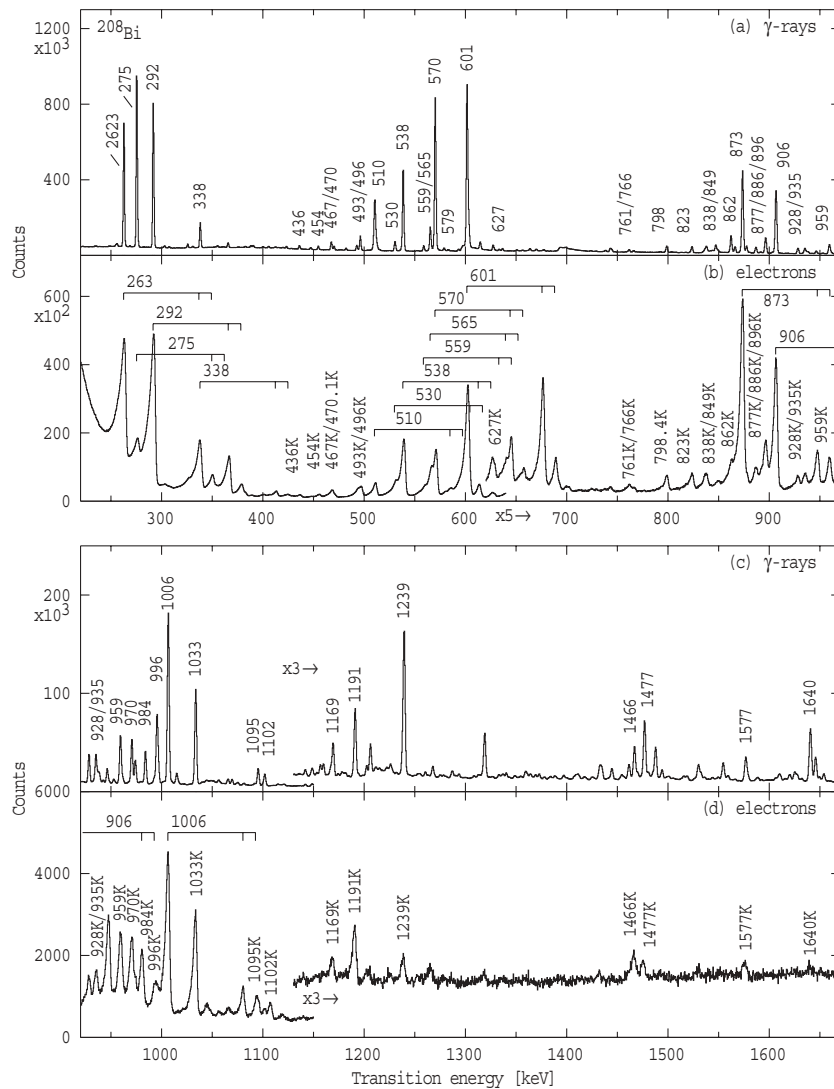 1200
x10³
²⁰⁸Bi
(a) γ-rays
800
400
Counts
2623
275
292
338
436
454
467/470
493/496
510
530
538
559/565
570
579
601
627
761/766
798
823
838/849
862
873
877/886/896
906
928/935
959
(b) electrons
600
x10²
400
200
0
263
292
275
338
601
570
565
559
538
530
510
873
906
436K
454K
467K/470.1K
493K/496K
627K
761K/766K
798.4K
823K
838K/849K
862K
877K/886K/896K
928K/935K
959K
300 400 500 600 700 800 900
x5→
(c) γ-rays
200
x10³
100
Counts
928/935
959
970
984
996
1006
1033
1095
1102
x3→
1169
1191
1239
1466
1477
1577
1640
(d) electrons
6000
4000
2000
0
906
1006
928K/935K
959K
970K
984K
996K
1033K
1095K
1102K
x3→
1169K
1191K
1239K
1466K
1477K
1577K
1640K
1000 1100 1200 1300 1400 1500 1600
Transition energy [keV]